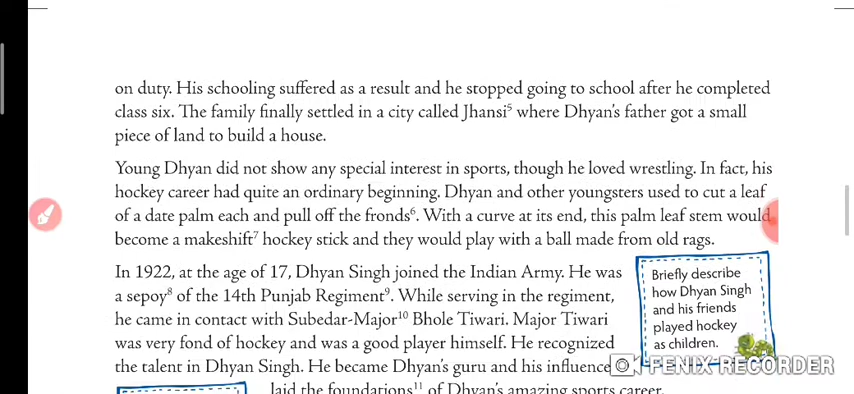 on duty. His schooling suffered as a result and he stopped going to school after he completed
class six. The family finally settled in a city called Jhansi⁵ where Dhyan's father got a small
piece of land to build a house.
Young Dhyan did not show any special interest in sports, though he loved wrestling. In fact, his
hockey career had quite an ordinary beginning. Dhyan and other youngsters used to cut a leaf
of a date palm each and pull off the fronds⁶. With a curve at its end, this palm leaf stem would
become a makeshift⁷ hockey stick and they would play with a ball made from old rags.
In 1922, at the age of 17, Dhyan Singh joined the Indian Army. He was
a sepoy⁸ of the 14th Punjab Regiment⁹. While serving in the regiment,
he came in contact with Subedar-Major¹⁰ Bhole Tiwari. Major Tiwari
was very fond of hockey and was a good player himself. He recognized
the talent in Dhyan Singh. He became Dhyan's guru and his influence
laid the foundations¹¹ of Dhyan's amazing sports career.
Briefly describe
how Dhyan Singh
and his friends
played hockey
as children.
FENIX RECORDER